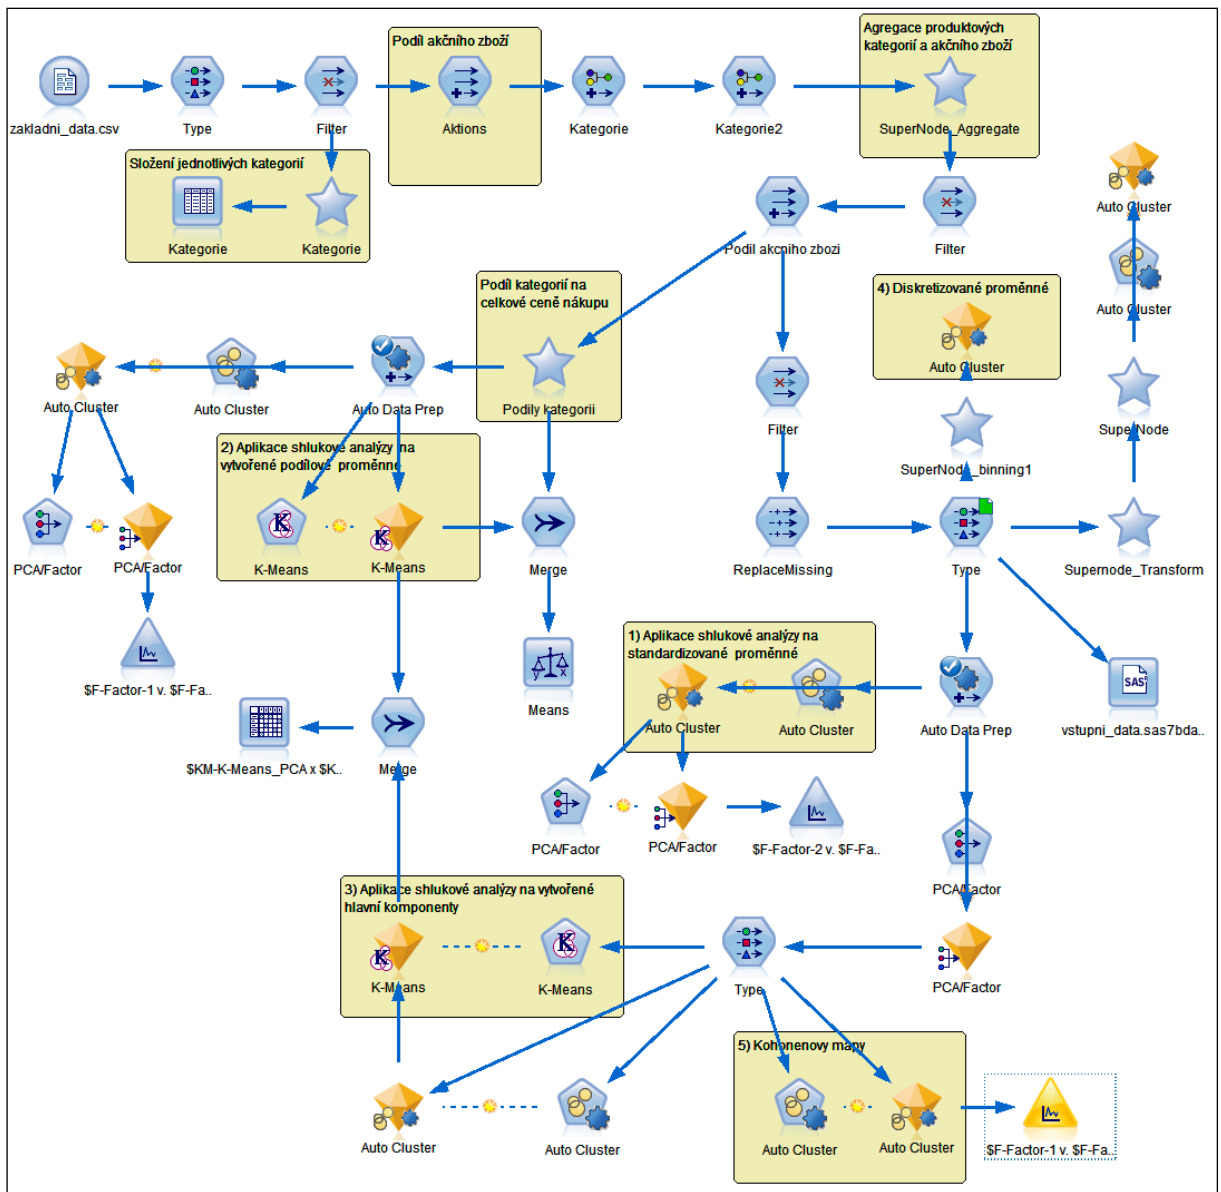 Podíl akčního zboží
Agregace produktových
kategorií a akčního zboží
zakladni_data.csv
Type
Filter
Aktions
Kategorie
Kategorie2
SuperNode_Aggregate
Složení jednotlivých kategorií
Kategorie
Kategorie
Podil akcniho zbozi
Filter
Auto Cluster
Podíl kategorií na
celkové ceně nákupu
4) Diskretizované proměnné
Auto Cluster
Auto Cluster
Auto Cluster
Auto Cluster
Auto Data Prep
Podily kategorii
Filter
SuperNode
2) Aplikace shlukové analýzy na
vytvořené podílové proměnné
SuperNode_binning1
PCA/Factor
PCA/Factor
K-Means
K-Means
Merge
ReplaceMissing
Type
Supernode_Transform
1) Aplikace shlukové analýzy na
standardizované proměnné
$F-Factor-1 v. $F-Fa..
Means
Auto Cluster
Auto Cluster
Auto Data Prep
SAS
vstupni_data.sas7bda..
$KM-K-Means_PCA x $K..
Merge
PCA/Factor
PCA/Factor
$F-Factor-2 v. $F-Fa..
PCA/Factor
3) Aplikace shlukové analýzy na vytvořené
hlavní komponenty
K-Means
K-Means
Type
PCA/Factor
5) Kohonenovy mapy
Auto Cluster
Auto Cluster
Auto Cluster
Auto Cluster
$F-Factor-1 v. $F-Fa..